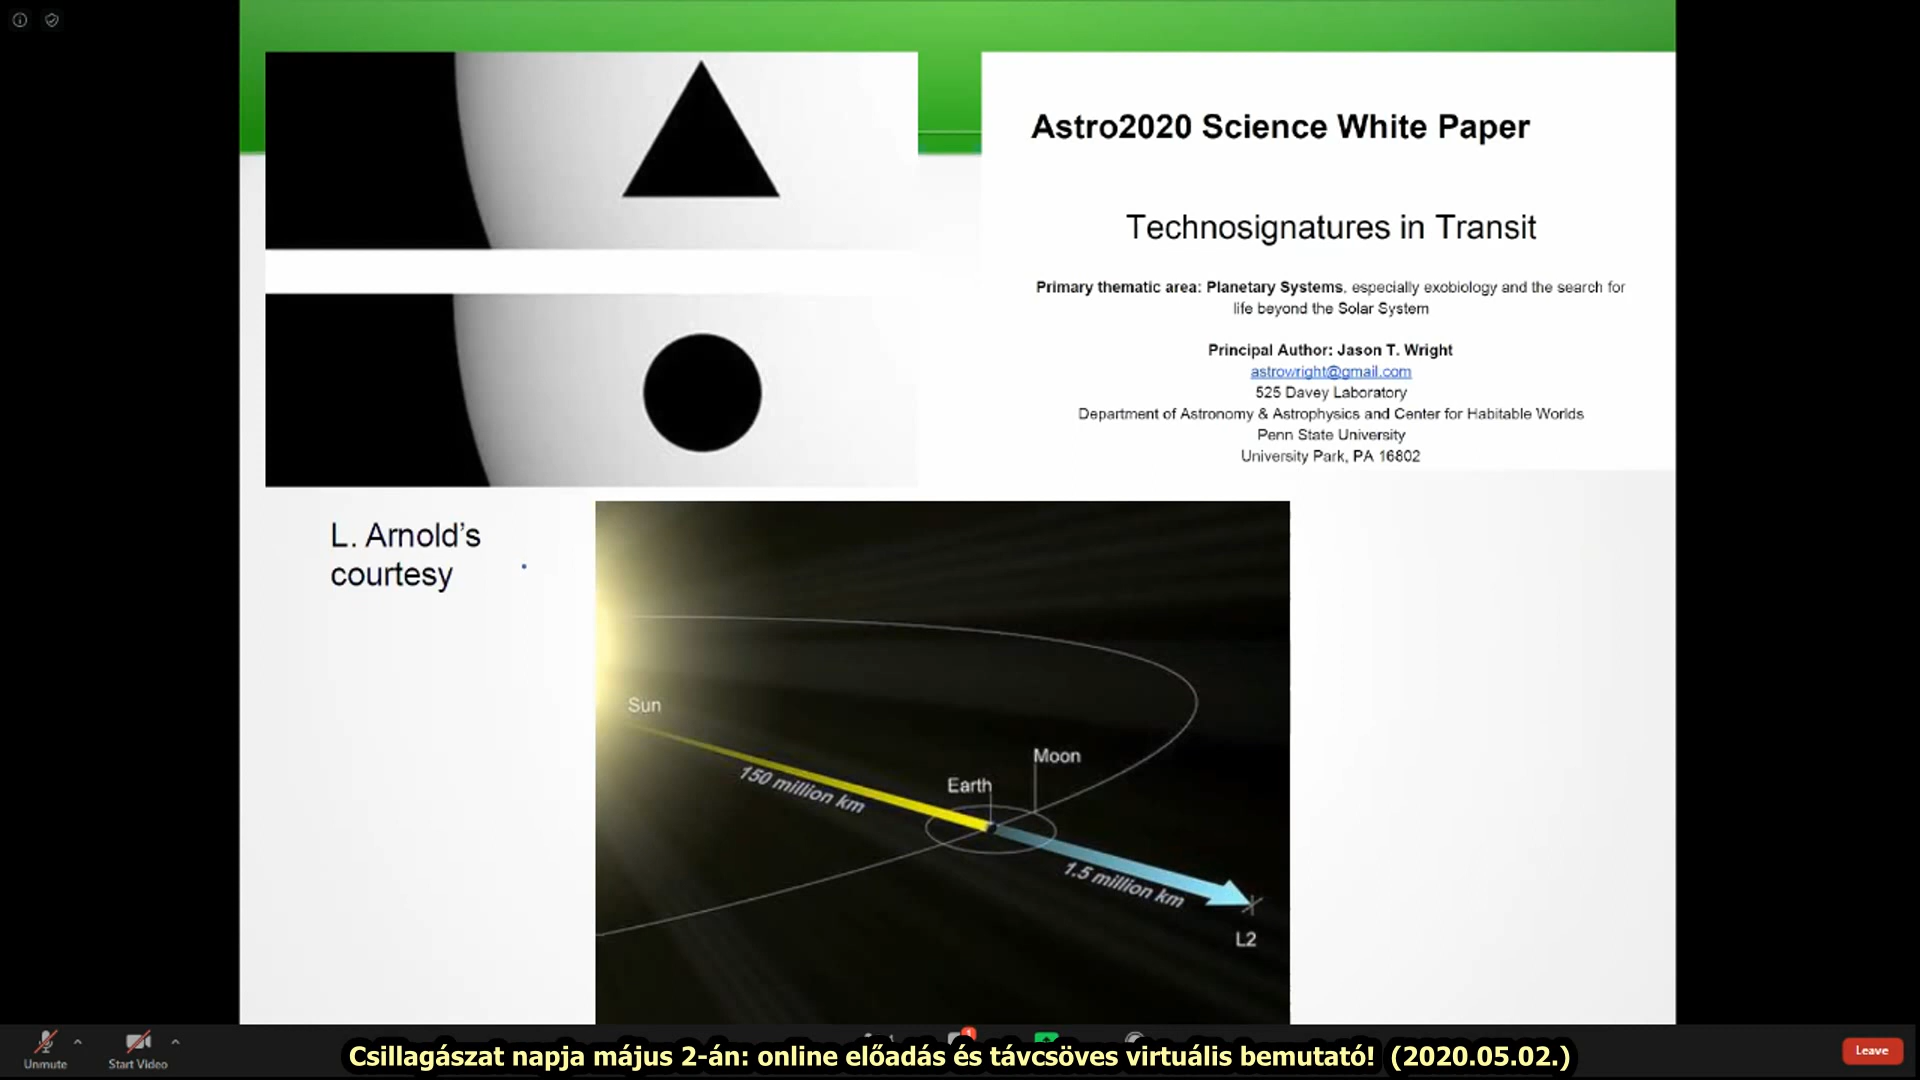 Astro2020 Science White Paper
Technosignatures in Transit
Primary thematic area: Planetary Systems, especially exobiology and the search for
life beyond the Solar System
Principal Author: Jason T. Wright
astrowright@gmail.com
525 Davey Laboratory
Department of Astronomy & Astrophysics and Center for Habitable Worlds
Penn State University
University Park, PA 16802
L. Arnold's
courtesy
Sun
150 million km
Earth
Moon
1.5 million km
L2
Unmute
Start Video
1
Leave
Csillagászat napja május 2-án: online előadás és távcsöves virtuális bemutató! (2020.05.02.)